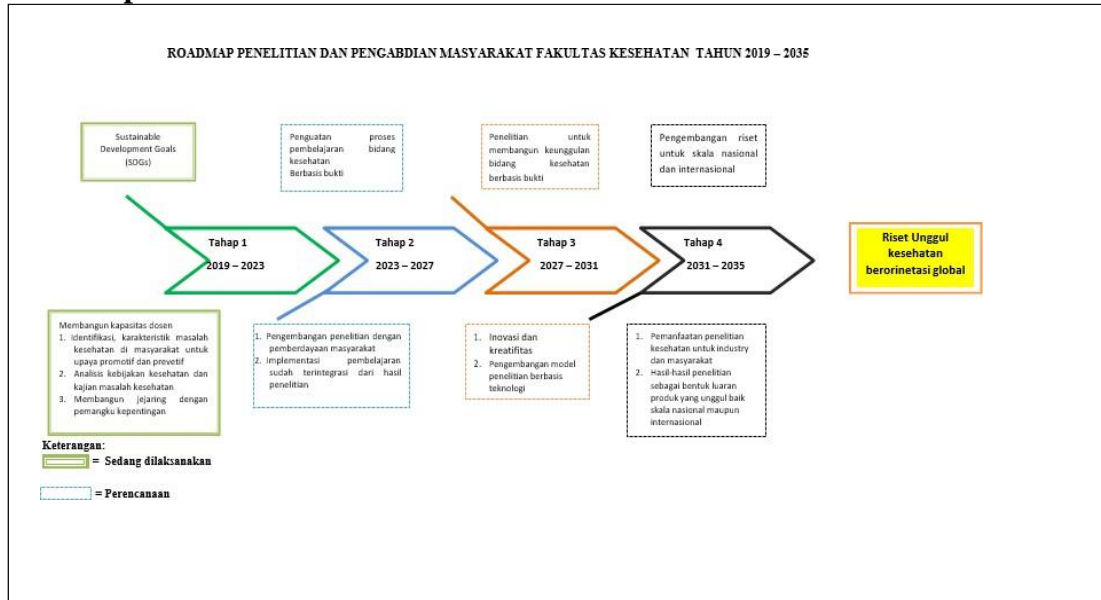 ROADMAP PENELITIAN DAN PENGABDIAN MASYARAKAT FAKULTAS KESEHATAN TAHUN 2019 – 2035
Sustainable
Development Goals
(SDGs)
Penguatan proses
pembelajaran bidang
kesehatan
Berbasis bukti
Penelitian untuk
membangun keunggulan
bidang kesehatan
berbasis bukti
Pengembangan riset
untuk skala nasional
dan internasional
Tahap 1
2019 – 2023
Tahap 2
2023 – 2027
Tahap 3
2027 – 2031
Tahap 4
2031 – 2035
Riset Unggul
kesehatan
berorinetasi global
Membangun kapasitas dosen
1. Identifikasi, karakteristik masalah
kesehatan di masyarakat untuk
upaya promotif dan prevetif
2. Analisis kebijakan kesehatan dan
kajian masalah kesehatan
3. Membangun jejaring dengan
pemangku kepentingan
1. Pengembangan penelitian dengan
pemberdayaan masyarakat
2. Implementasi pembelajaran
sudah terintegrasi dari hasil
penelitian
1. Inovasi dan
kreatifitas
2. Pengembangan model
penelitian berbasis
teknologi
1. Pemanfaatan penelitian
kesehatan untuk industry
dan masyarakat
2. Hasil-hasil penelitian
sebagai bentuk luaran
produk yang unggul baik
skala nasional maupun
internasional
Keterangan:
= Sedang dilaksanakan
= Perencanaan